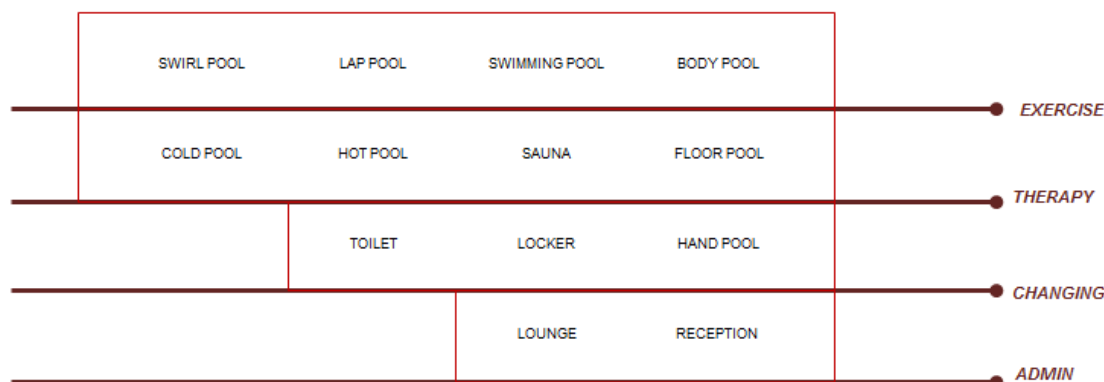 SWIRL POOL LAP POOL SWIMMING POOL BODY POOL
EXERCISE
COLD POOL HOT POOL SAUNA FLOOR POOL
THERAPY
TOILET LOCKER HAND POOL
CHANGING
LOUNGE RECEPTION
ADMIN